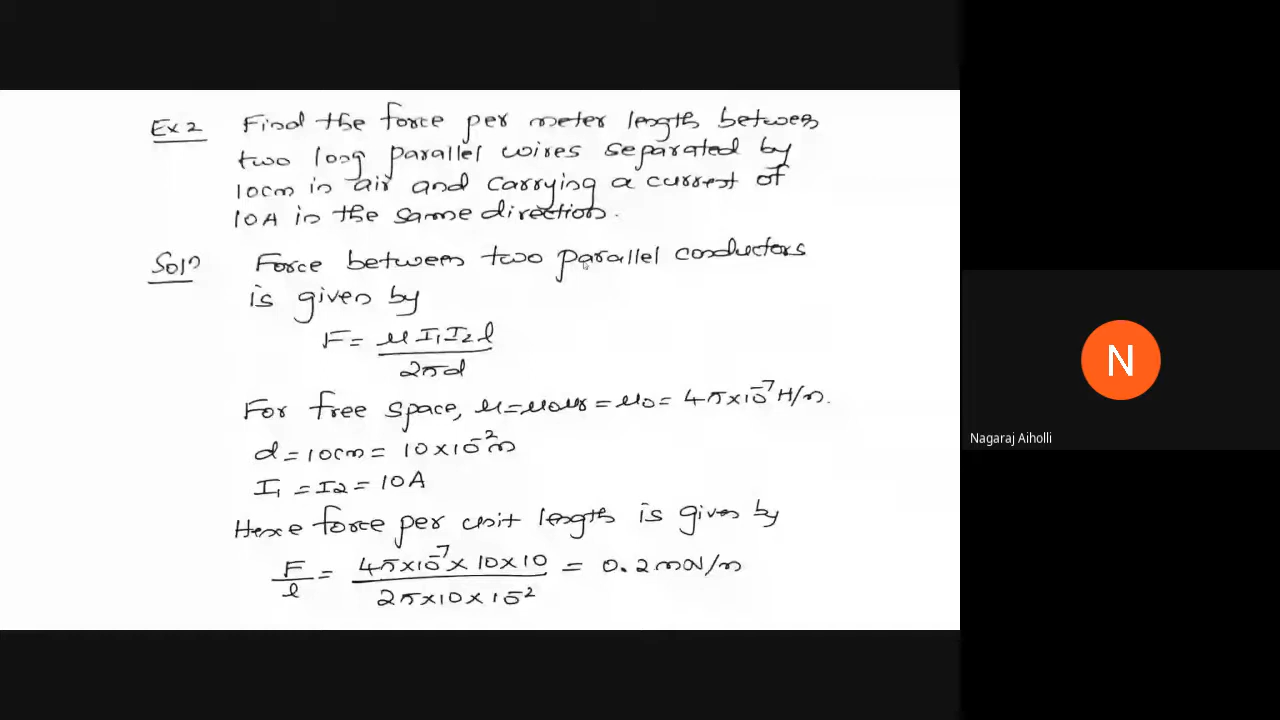 Ex 2 Find the force per meter length between
two long parallel wires separated by
10cm in air and carrying a current of
10A in the same direction.
Soln Force between two parallel conductors
is given by
F = μ I₁ I₂ l / 2πd
For free space, μ = μ₀μᵣ = μ₀ = 4π×10⁻⁷ H/m.
d = 10cm = 10×10⁻² m
I₁ = I₂ = 10A
Hence force per unit length is given by
F/l = 4π×10⁻⁷ × 10×10 / 2π×10×10⁻² = 0.2 mN/m
N
Nagaraj Aiholli